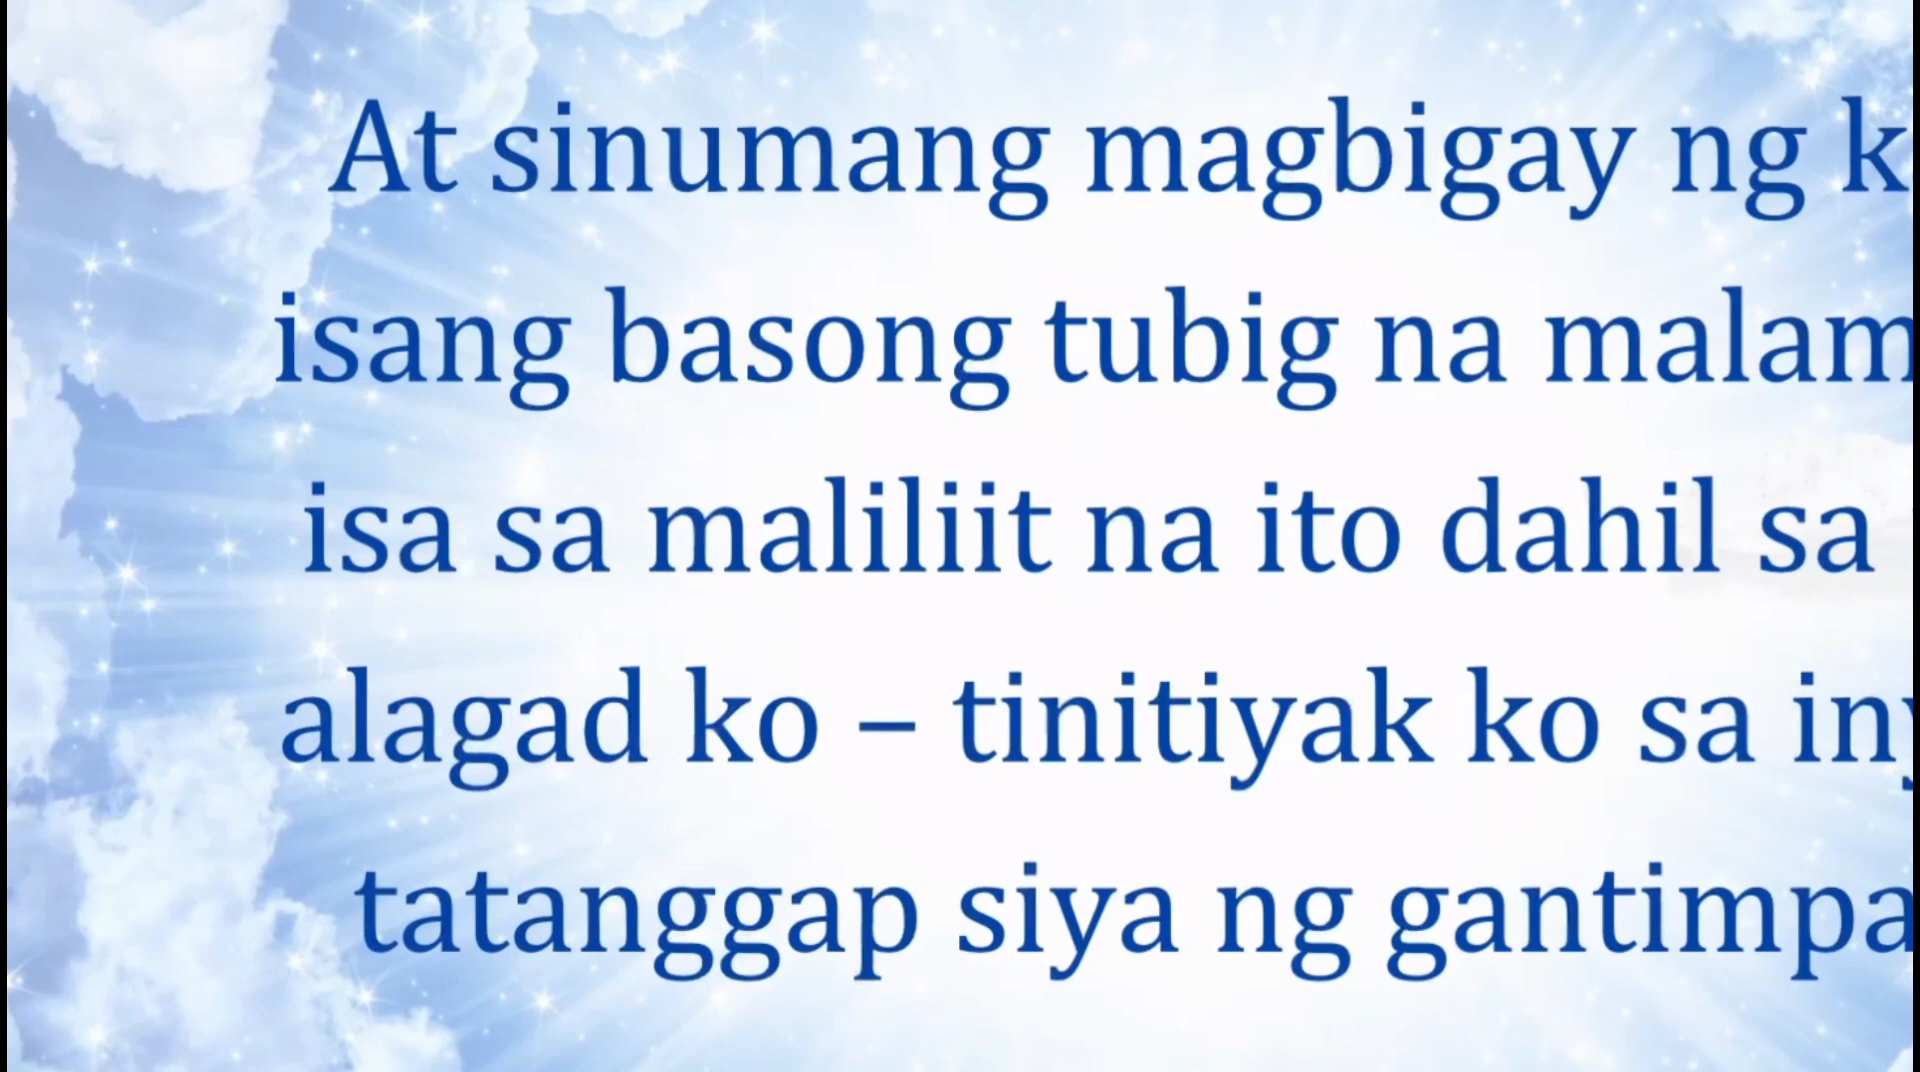 At sinumang magbigay ng k
isang basong tubig na malam
isa sa maliliit na ito dahil sa
alagad ko – tinitiyak ko sa iny
tatanggap siya ng gantimpa